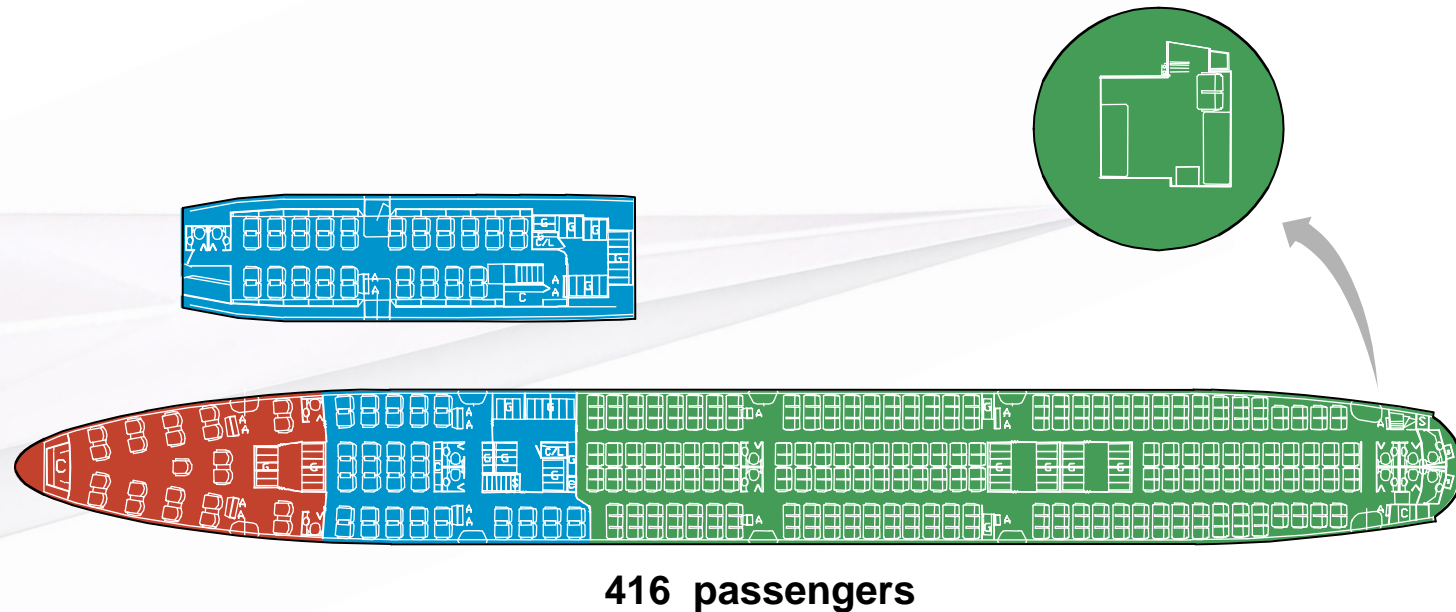 G G G
C/L
G
A A
A G
A C
A A
A A G G A G A
A A A S
C G G G G C/L G G G G G G
S G
A A A G A A C
A A
416 passengers